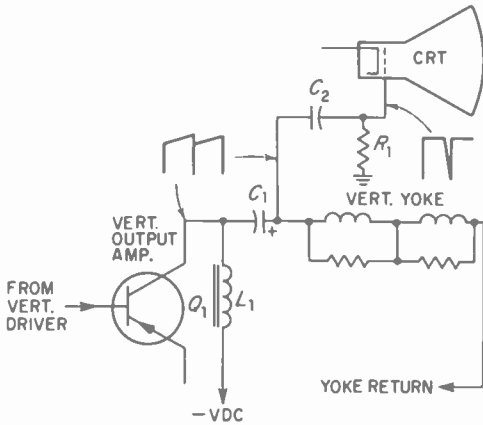 CRT
C2
R1
C1
+
VERT. YOKE
VERT.
OUTPUT
AMP.
FROM
VERT.
DRIVER
Q1
L1
−VDC
YOKE RETURN